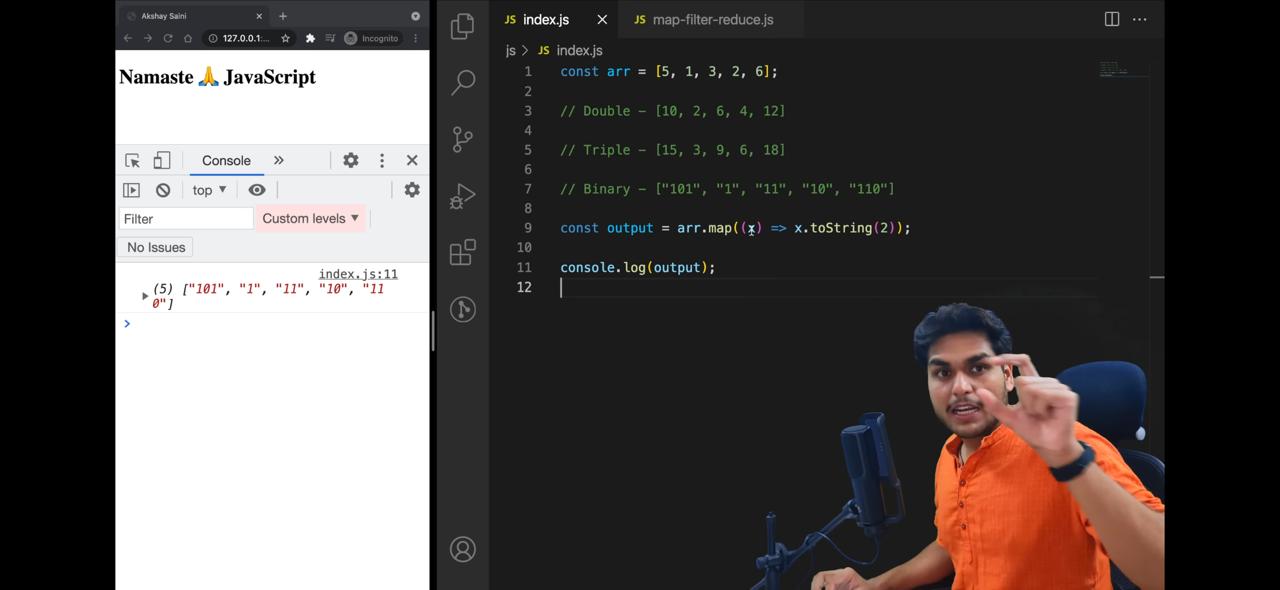 Akshay Saini
127.0.0.1:...
Incognito
Namaste 🙏 JavaScript
Console
top
Filter
Custom levels
No Issues
index.js:11
(5) ["101", "1", "11", "10", "11
0"]
JS index.js
JS map-filter-reduce.js
js > JS index.js
1 const arr = [5, 1, 3, 2, 6];
2
3 // Double - [10, 2, 6, 4, 12]
4
5 // Triple - [15, 3, 9, 6, 18]
6
7 // Binary - ["101", "1", "11", "10", "110"]
8
9 const output = arr.map((x) => x.toString(2));
10
11 console.log(output);
12